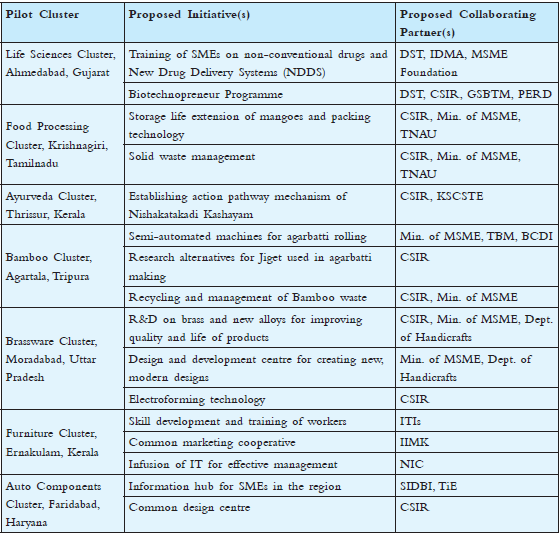 Pilot Cluster
Proposed Initiative(s)
Proposed Collaborating
Partner(s)
Life Sciences Cluster,
Ahmedabad, Gujarat
Training of SMEs on non-conventional drugs and
New Drug Delivery Systems (NDDS)
DST, IDMA, MSME
Foundation
Biotechnopreneur Programme
DST, CSIR, GSBTM, PERD
Food Processing
Cluster, Krishnagiri,
Tamilnadu
Storage life extension of mangoes and packing
technology
CSIR, Min. of MSME,
TNAU
Solid waste management
CSIR, Min. of MSME,
TNAU
Ayurveda Cluster,
Thrissur, Kerala
Establishing action pathway mechanism of
Nishakatakadi Kashayam
CSIR, KSCSTE
Bamboo Cluster,
Agartala, Tripura
Semi-automated machines for agarbatti rolling
Min. of MSME, TBM, BCDI
Research alternatives for Jiget used in agarbatti
making
CSIR
Recycling and management of Bamboo waste
CSIR, Min. of MSME
Brassware Cluster,
Moradabad, Uttar
Pradesh
R&D on brass and new alloys for improving
quality and life of products
CSIR, Min. of MSME, Dept.
of Handicrafts
Design and development centre for creating new,
modern designs
Min. of MSME, Dept. of
Handicrafts
Electroforming technology
CSIR
Furniture Cluster,
Ernakulam, Kerala
Skill development and training of workers
ITIs
Common marketing cooperative
IIMK
Infusion of IT for effective management
NIC
Auto Components
Cluster, Faridabad,
Haryana
Information hub for SMEs in the region
SIDBI, TiE
Common design centre
CSIR